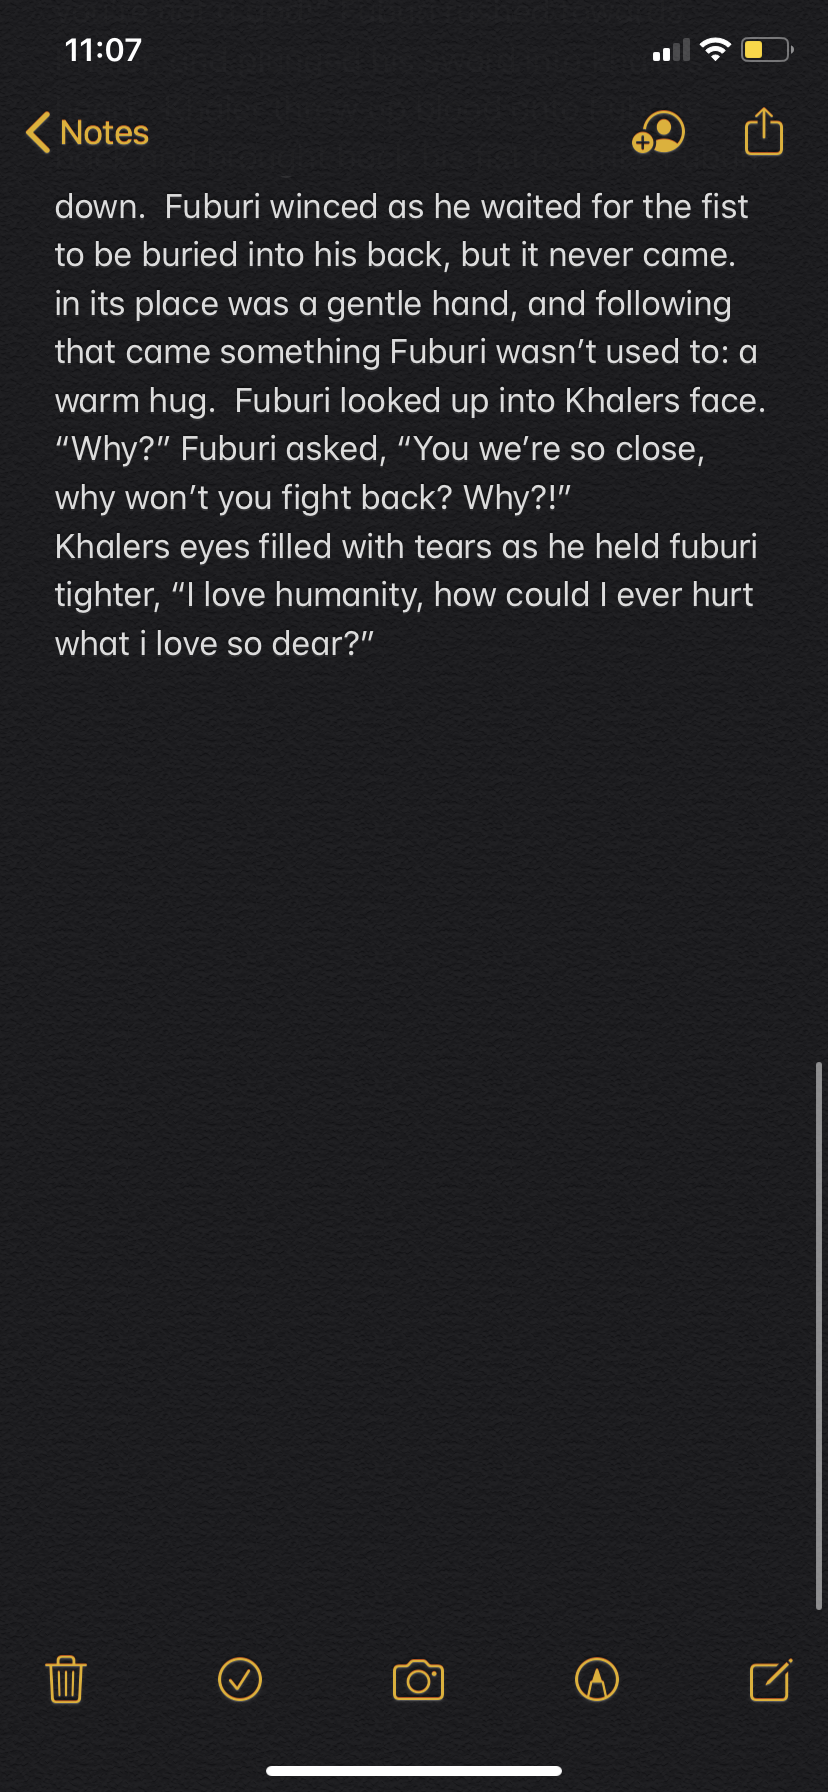 11:07
Notes
down.  Fuburi winced as he waited for the fist
to be buried into his back, but it never came.
in its place was a gentle hand, and following
that came something Fuburi wasn’t used to: a
warm hug.  Fuburi looked up into Khalers face.
“Why?” Fuburi asked, “You we’re so close,
why won’t you fight back? Why?!”
Khalers eyes filled with tears as he held fuburi
tighter, “I love humanity, how could I ever hurt
what i love so dear?”